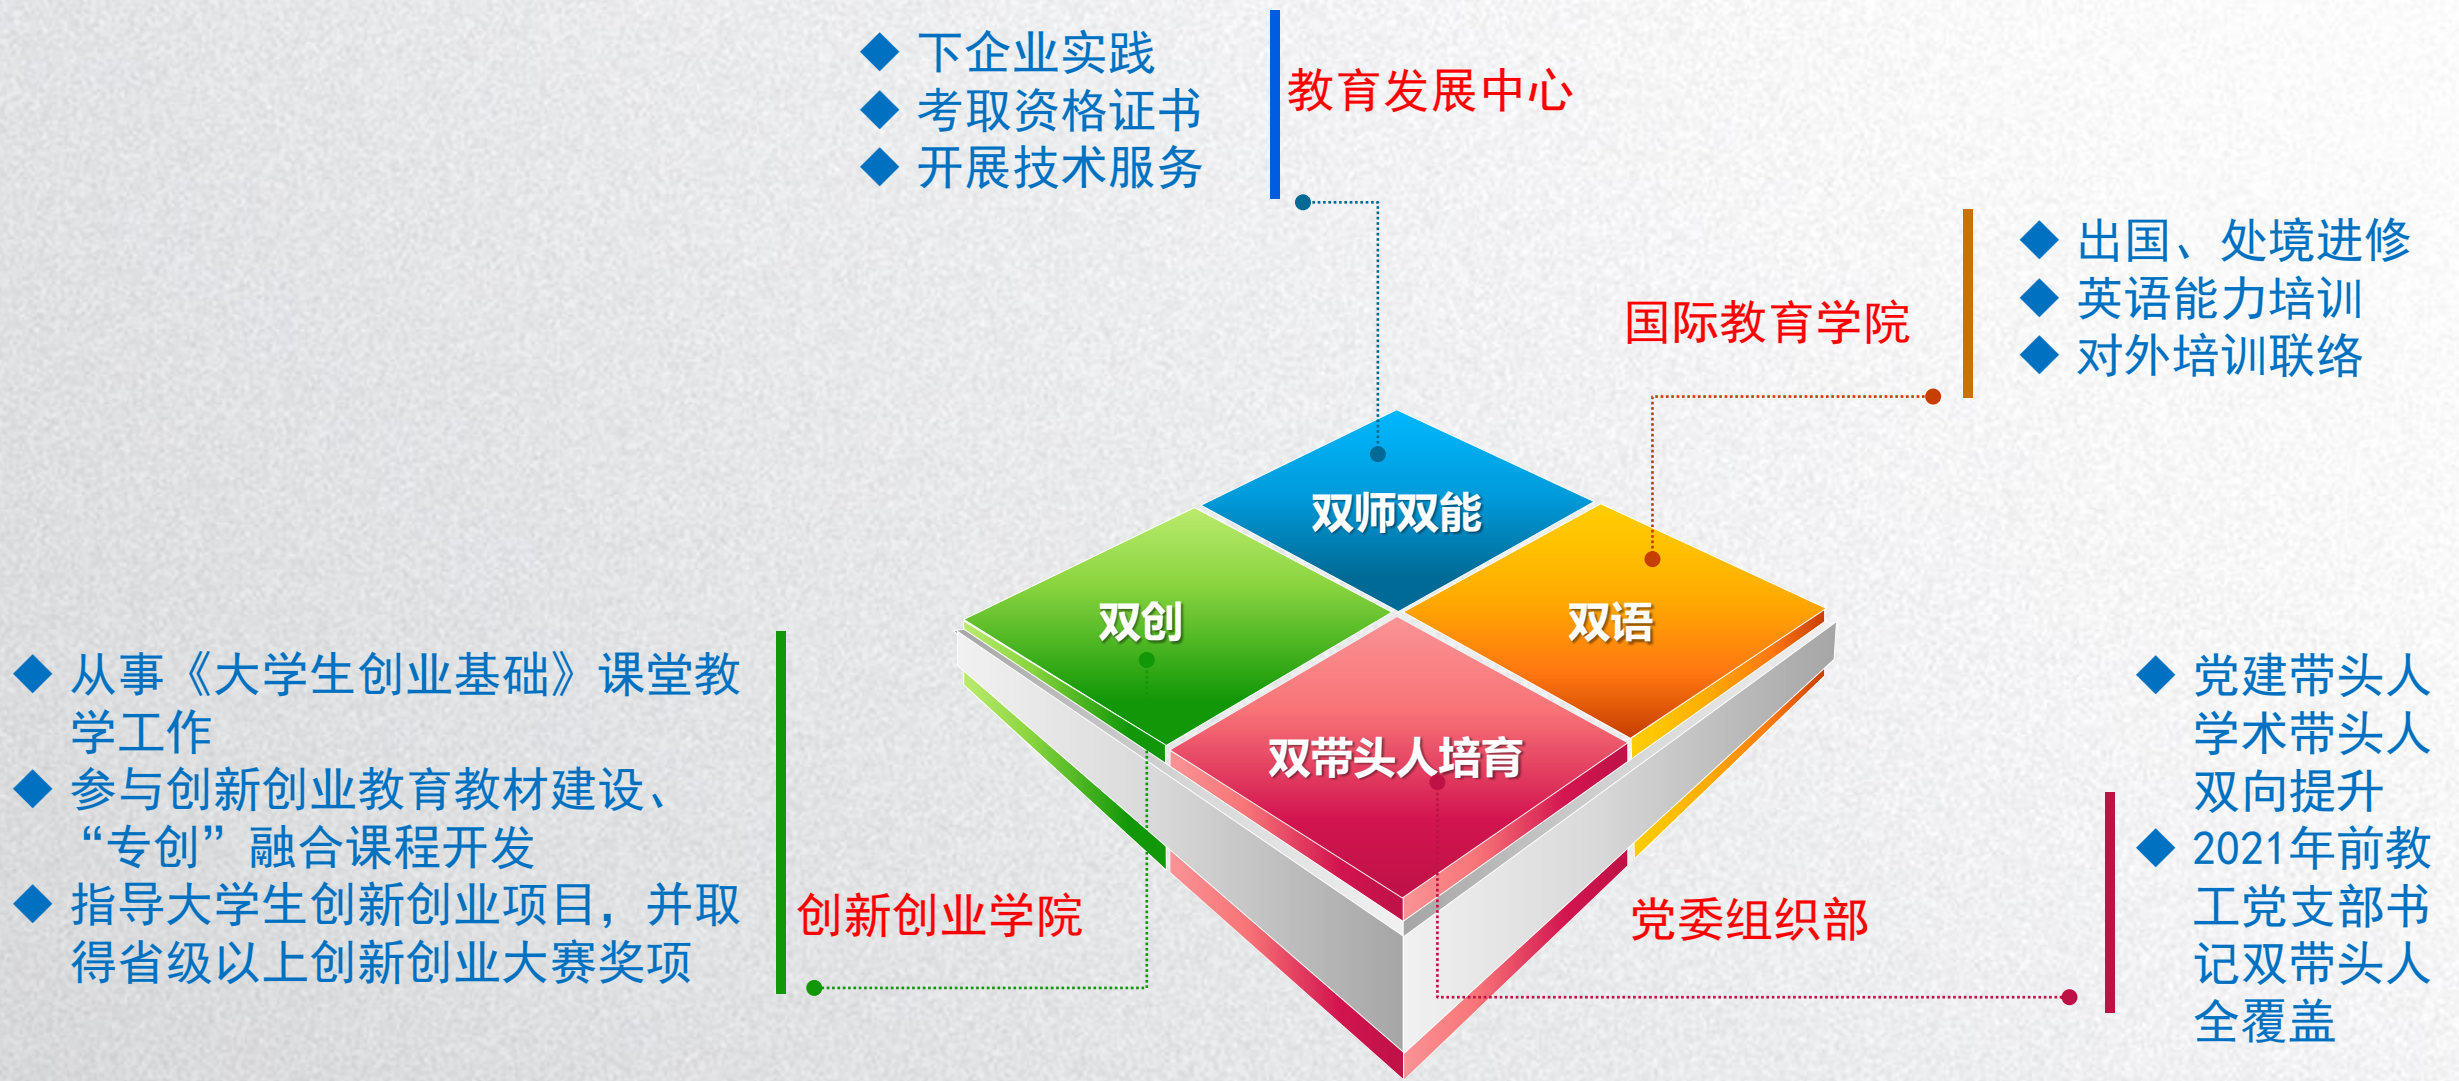 下企业实践
考取资格证书
开展技术服务
教育发展中心
出国、处境进修
英语能力培训
对外培训联络
国际教育学院
双师双能
双创
双语
双带头人培育
从事《大学生创业基础》课堂教
学工作
参与创新创业教育教材建设、
“专创”融合课程开发
指导大学生创新创业项目，并取
得省级以上创新创业大赛奖项
创新创业学院
党委组织部
党建带头人
学术带头人
双向提升
2021年前教
工党支部书
记双带头人
全覆盖